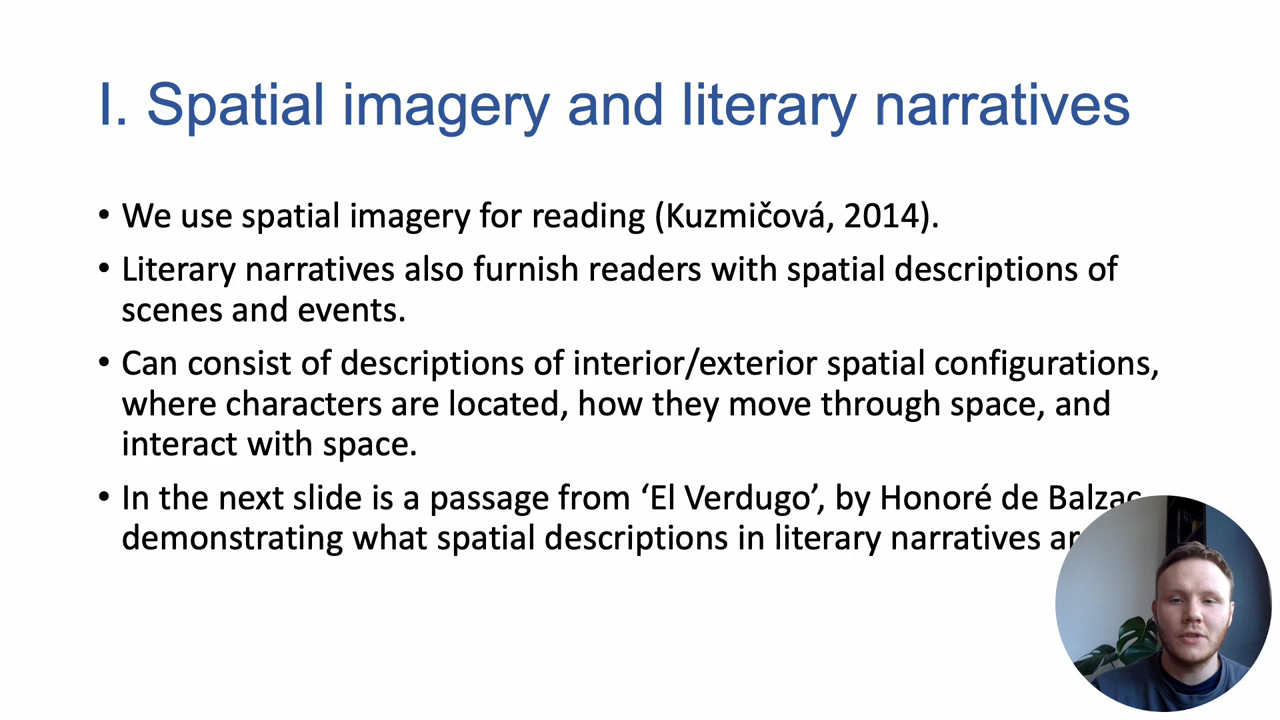 I. Spatial imagery and literary narratives
• We use spatial imagery for reading (Kuzmičová, 2014).
• Literary narratives also furnish readers with spatial descriptions of
scenes and events.
• Can consist of descriptions of interior/exterior spatial configurations,
where characters are located, how they move through space, and
interact with space.
• In the next slide is a passage from ‘El Verdugo’, by Honoré de Balzac
demonstrating what spatial descriptions in literary narratives